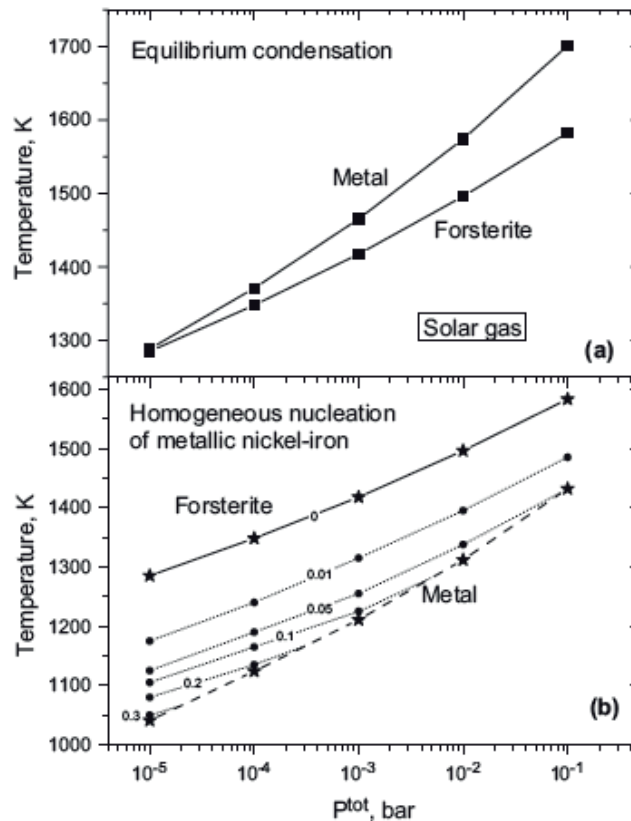 1700
Equilibrium condensation
1600
Metal
1500
Forsterite
1400
1300
Solar gas
(a)
Temperature, K
1600
Homogeneous nucleation
of metallic nickel-iron
1500
Forsterite
0
1400
0.01
1300
0.05
Metal
1200
0.1
0.2
1100
0.3
(b)
1000
Temperature, K
10-5 10-4 10-3 10-2 10-1
Ptot, bar